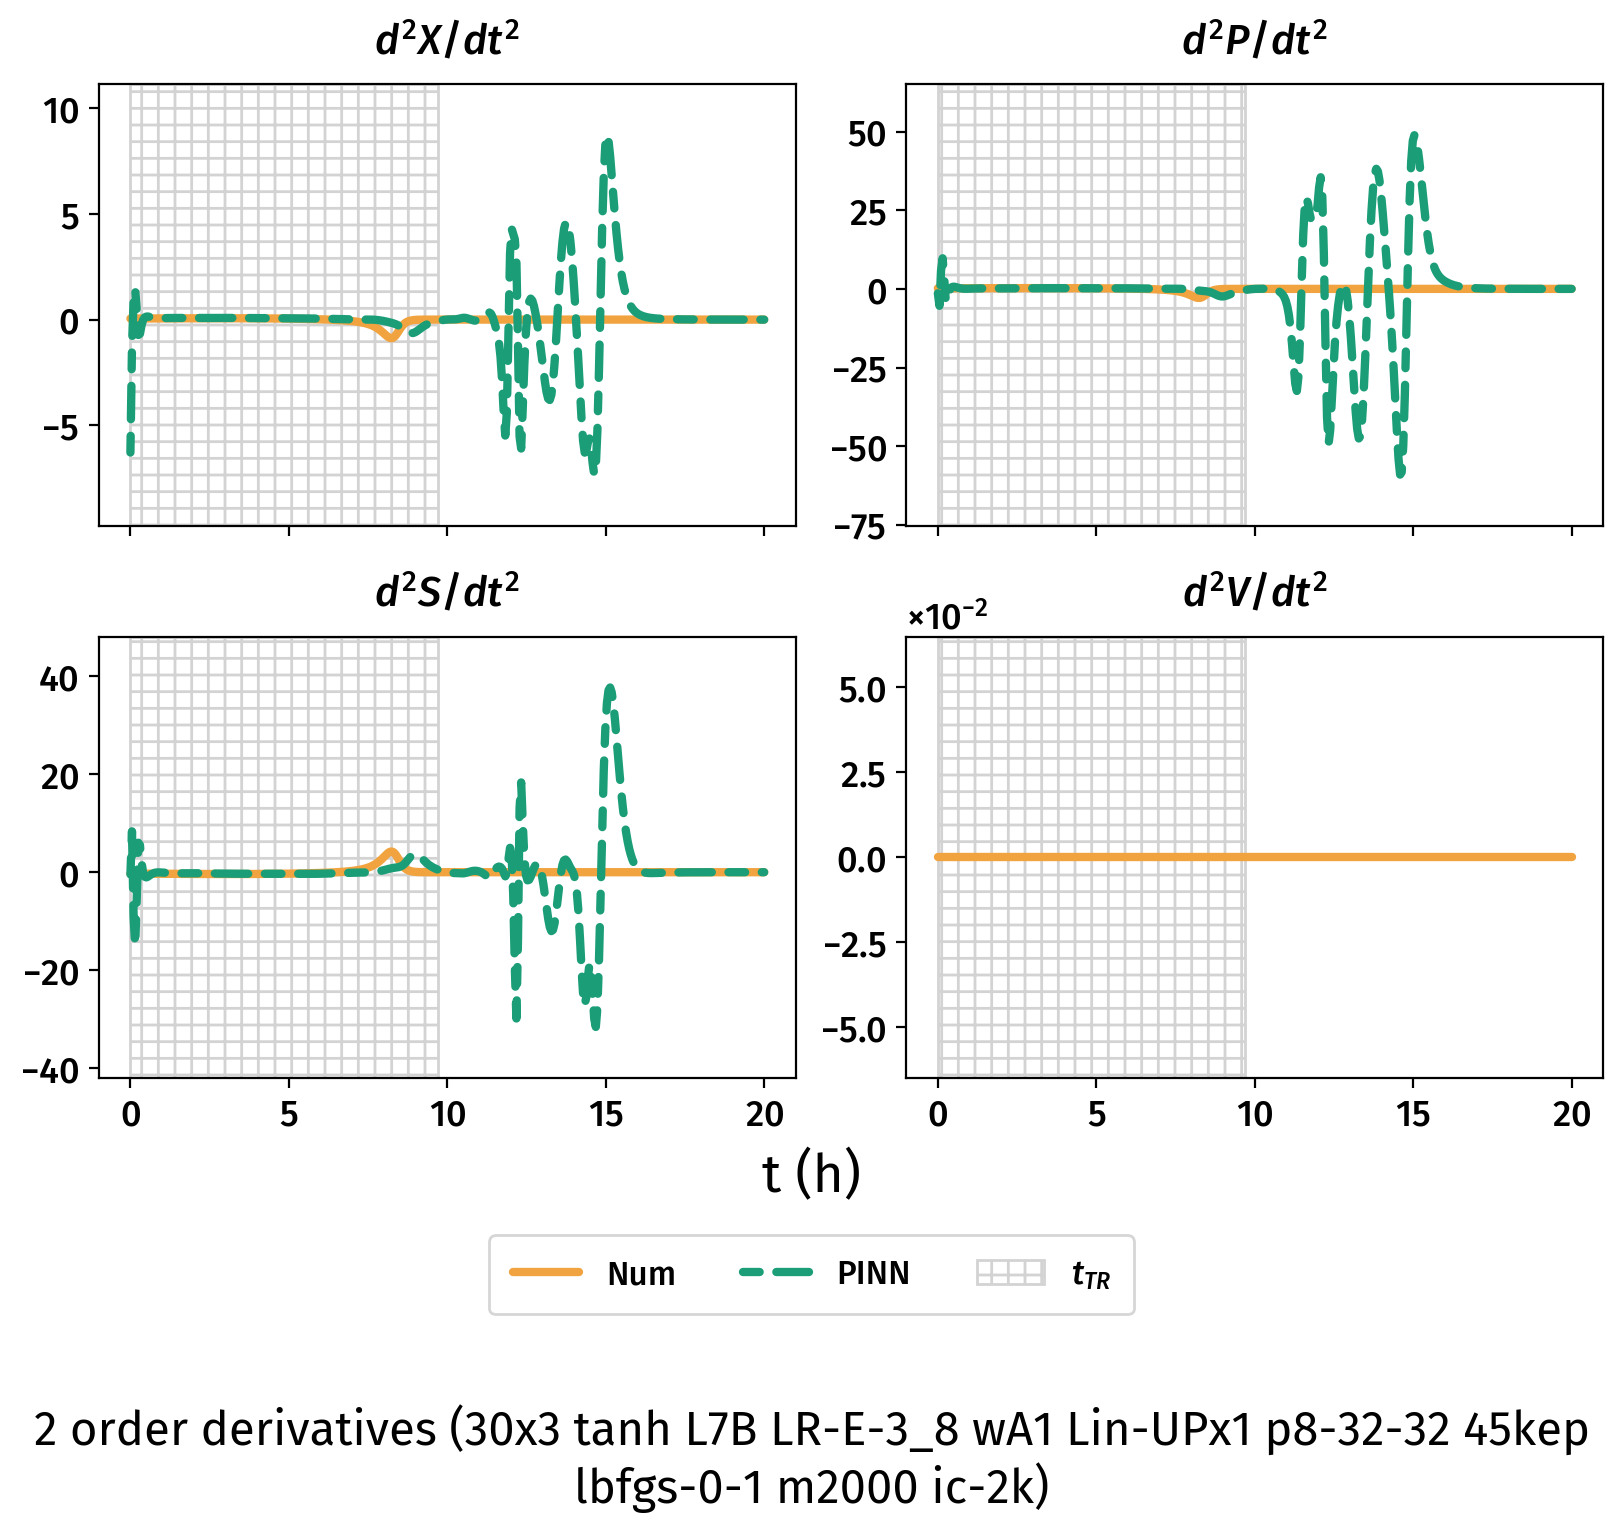 d²X/dt²
d²P/dt²
10
5
0
−5
50
25
0
−25
−50
−75
d²S/dt²
d²V/dt²
×10⁻²
40
20
0
−20
−40
5.0
2.5
0.0
−2.5
−5.0
0 5 10 15 20
0 5 10 15 20
t (h)
Num PINN t_TR
2 order derivatives (30x3 tanh L7B LR-E-3_8 wA1 Lin-UPx1 p8-32-32 45kep
lbfgs-0-1 m2000 ic-2k)